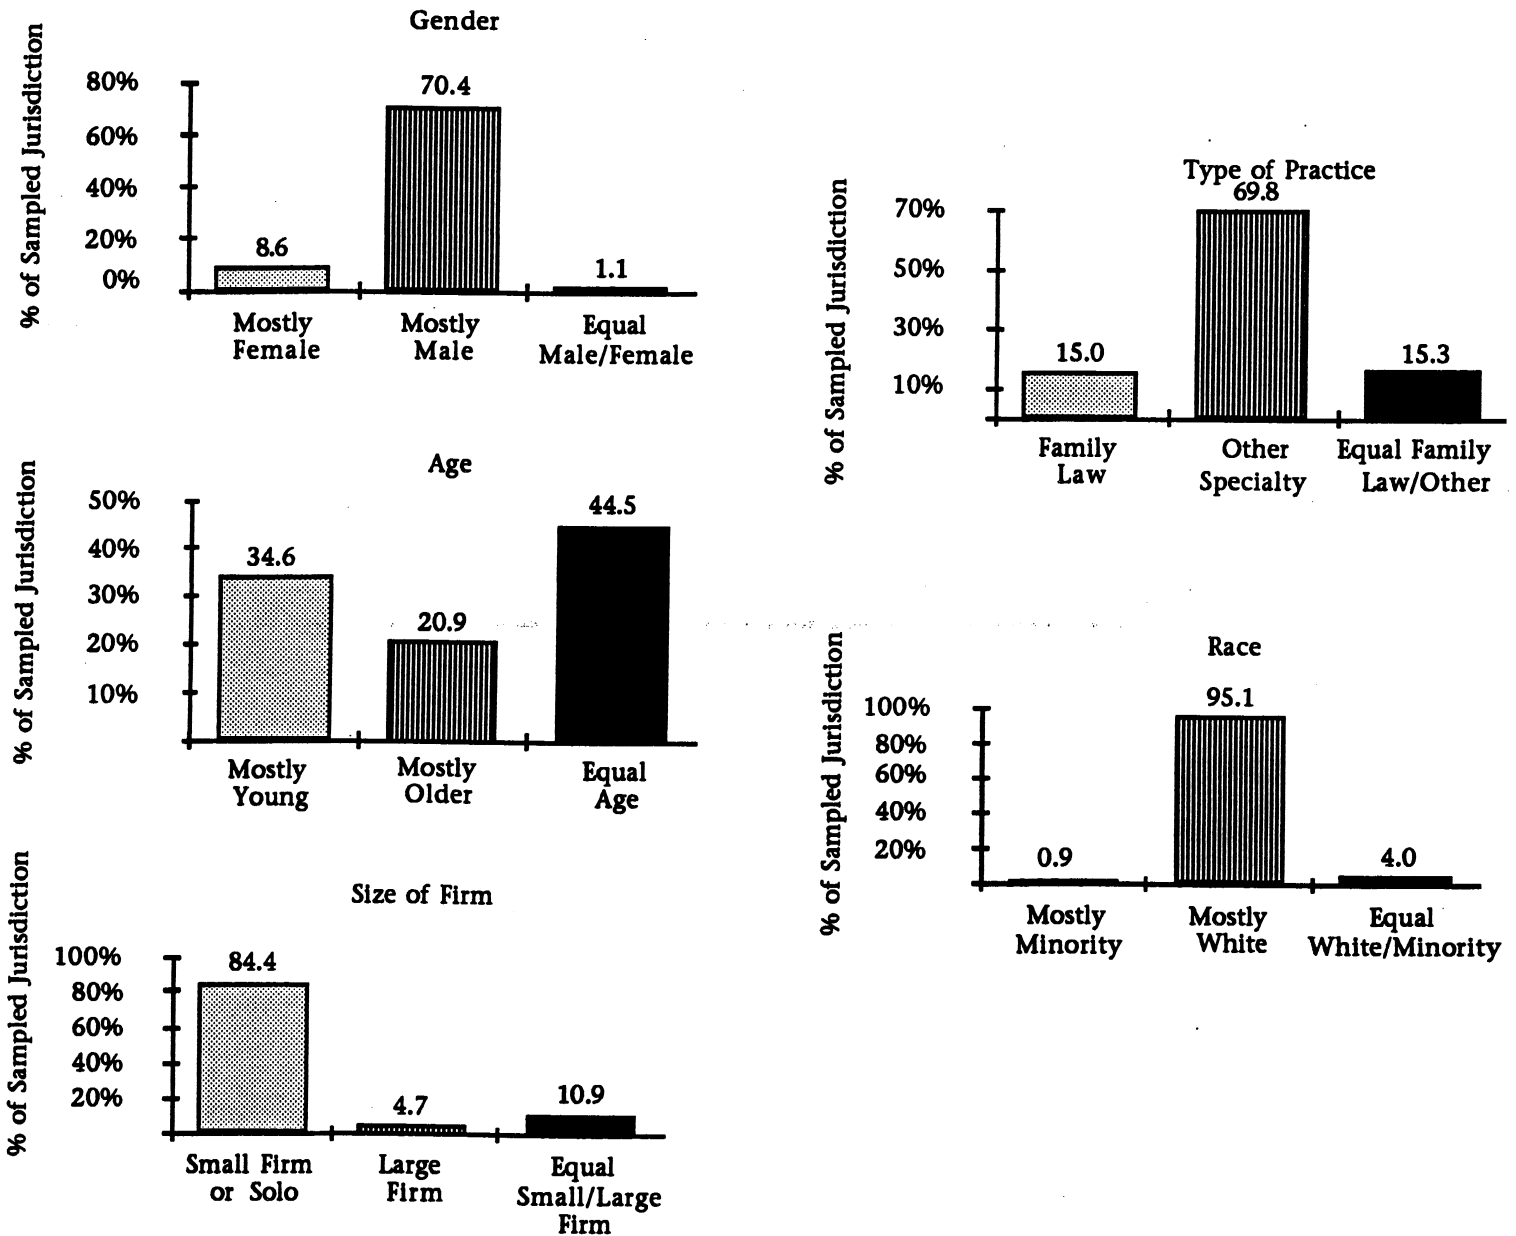 Gender
% of Sampled Jurisdiction
80%
60%
40%
20%
0%
8.6
70.4
1.1
Mostly
Female
Mostly
Male
Equal
Male/Female
Age
% of Sampled Jurisdiction
50%
40%
30%
20%
10%
34.6
20.9
44.5
Mostly
Young
Mostly
Older
Equal
Age
Size of Firm
% of Sampled Jurisdiction
100%
80%
60%
40%
20%
84.4
4.7
10.9
Small Firm
or Solo
Large
Firm
Equal
Small/Large
Firm
Type of Practice
% of Sampled Jurisdiction
70%
50%
30%
10%
15.0
69.8
15.3
Family
Law
Other
Specialty
Equal Family
Law/Other
Race
% of Sampled Jurisdiction
100%
80%
60%
40%
20%
0.9
95.1
4.0
Mostly
Minority
Mostly
White
Equal
White/Minority